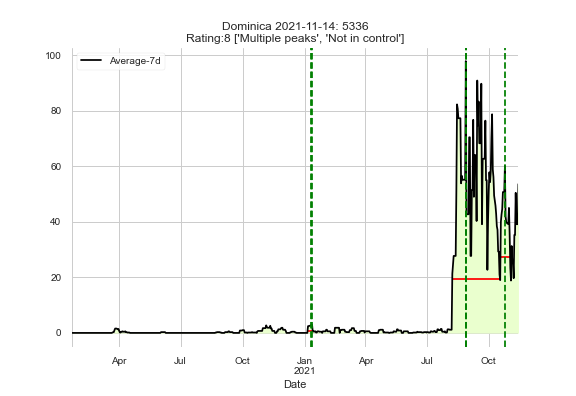 Dominica 2021-11-14: 5336
Rating:8 ['Multiple peaks', 'Not in control']
Average-7d
100
80
60
40
20
0
Apr
Jul
Oct
Jan
2021
Apr
Jul
Oct
Date